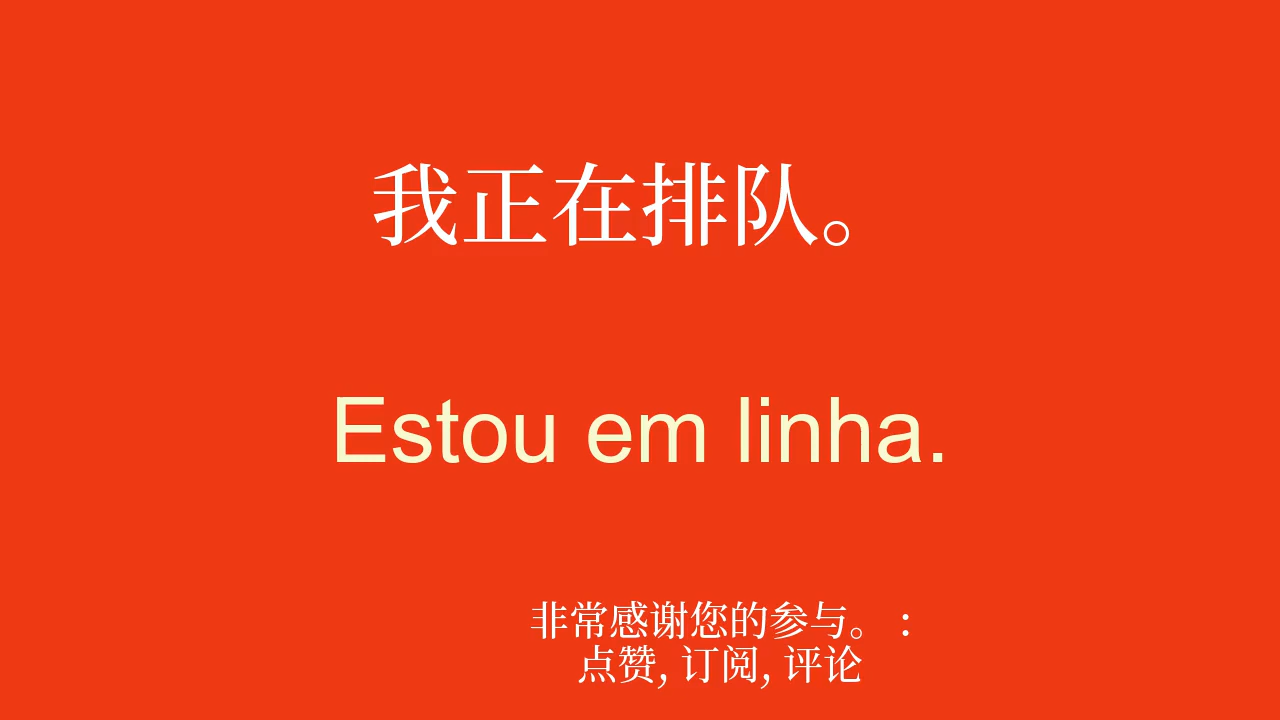 我正在排队。
Estou em linha.
非常感谢您的参与。 :
点赞, 订阅, 评论